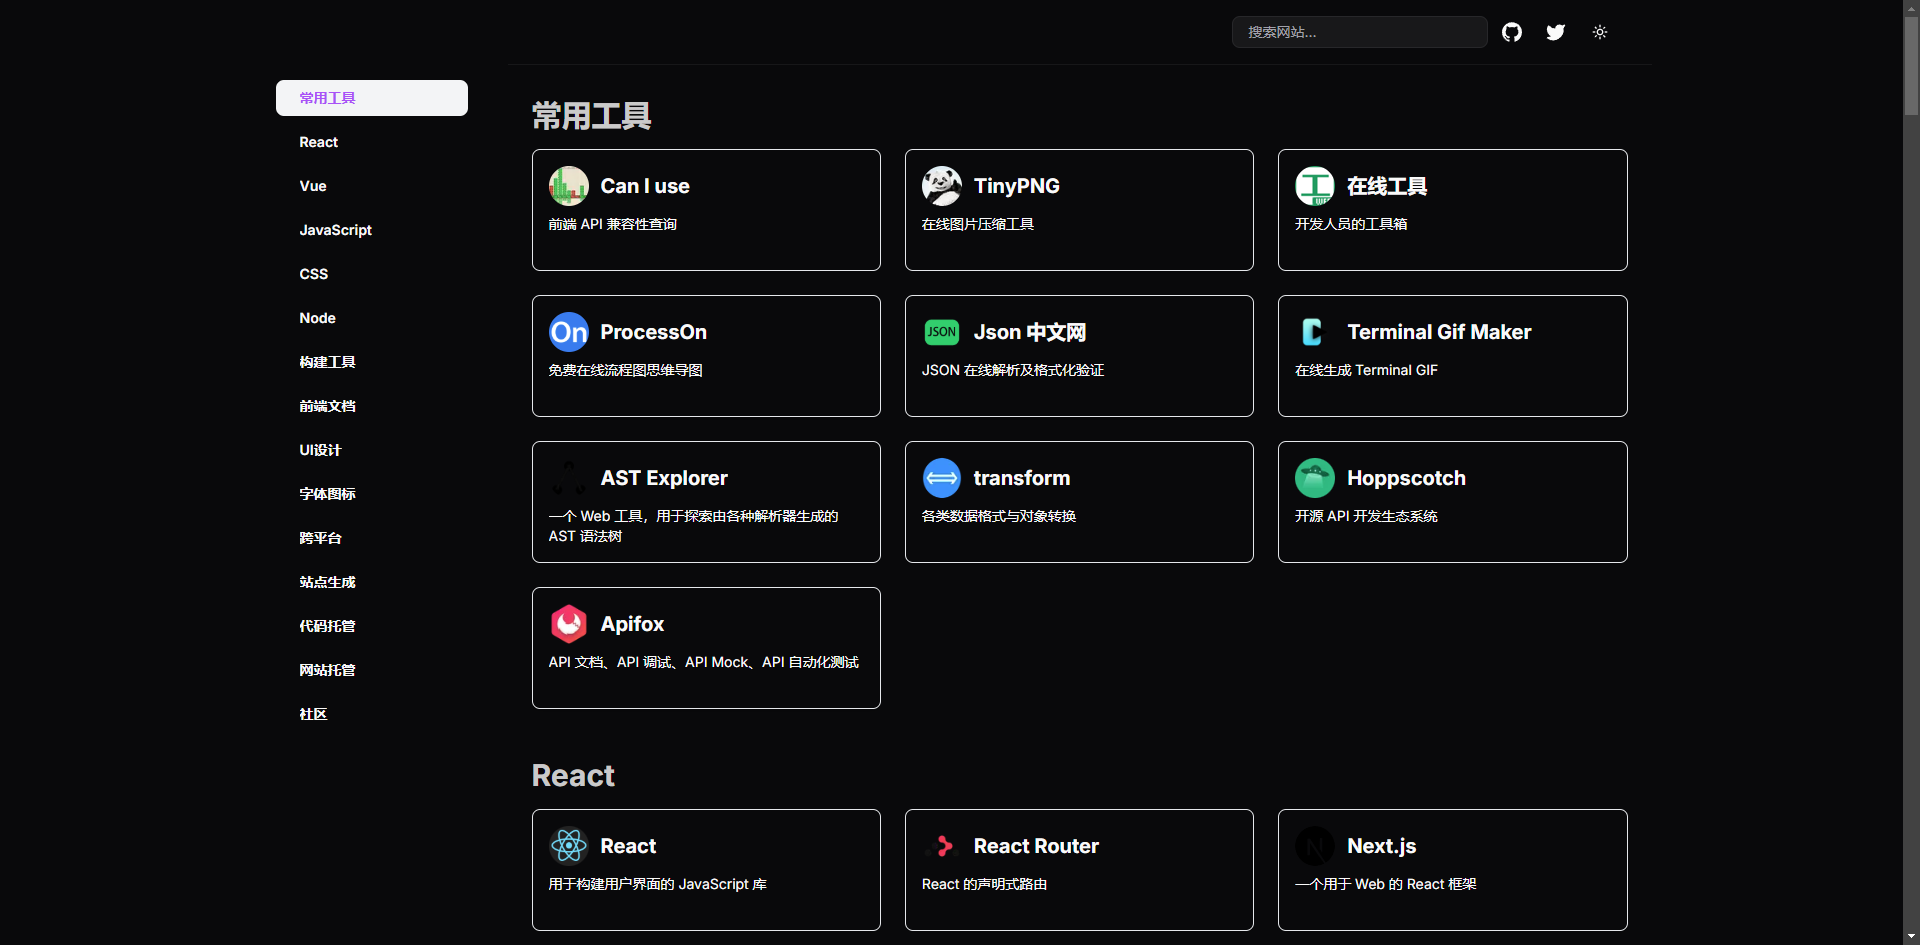 搜索网站...
常用工具
React
Vue
JavaScript
CSS
Node
构建工具
前端文档
UI设计
字体图标
跨平台
站点生成
代码托管
网站托管
社区
常用工具
Can I use
前端 API 兼容性查询
TinyPNG
在线图片压缩工具
工
WEB
在线工具
开发人员的工具箱
On
ProcessOn
免费在线流程图思维导图
JSON
Json 中文网
JSON 在线解析及格式化验证
Terminal Gif Maker
在线生成 Terminal GIF
AST Explorer
一个 Web 工具，用于探索由各种解析器生成的
AST 语法树
transform
各类数据格式与对象转换
Hoppscotch
开源 API 开发生态系统
Apifox
API 文档、API 调试、API Mock、API 自动化测试
React
React
用于构建用户界面的 JavaScript 库
React Router
React 的声明式路由
N
Next.js
一个用于 Web 的 React 框架